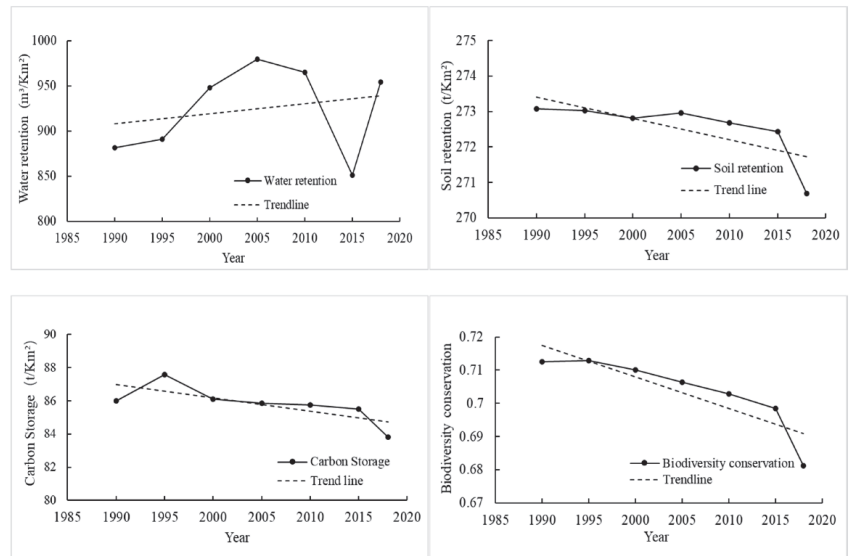 Water retention (m³/Km²)
1000
950
900
850
800
1985 1990 1995 2000 2005 2010 2015 2020
Year
Water retention
Trendline
Soil retention (t/Km²)
275
274
273
272
271
270
1985 1990 1995 2000 2005 2010 2015 2020
Year
Soil retention
Trend line
Carbon Storage (t/Km²)
90
88
86
84
82
80
1985 1990 1995 2000 2005 2010 2015 2020
Year
Carbon Storage
Trend line
Biodiversity conservation
0.72
0.71
0.7
0.69
0.68
0.67
1985 1990 1995 2000 2005 2010 2015 2020
Year
Biodiversity conservation
Trendline